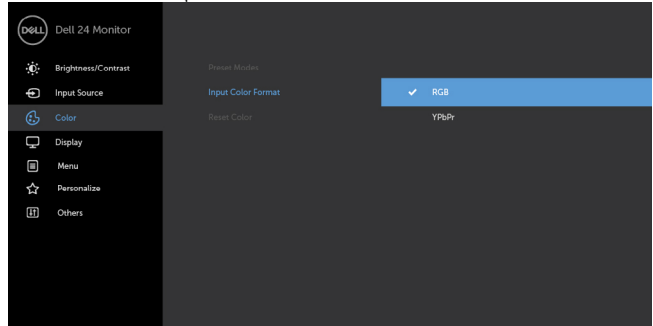 DELL Dell 24 Monitor
Brightness/Contrast
Preset Modes
Input Source
Input Color Format
✓ RGB
Color
Reset Color
YPbPr
Display
Menu
Personalize
Others